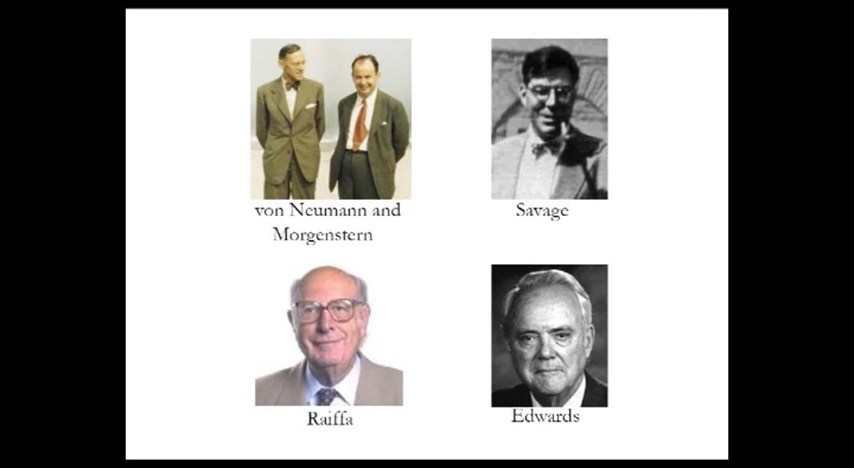 von Neumann and
Morgenstern
Savage
Raiffa
Edwards